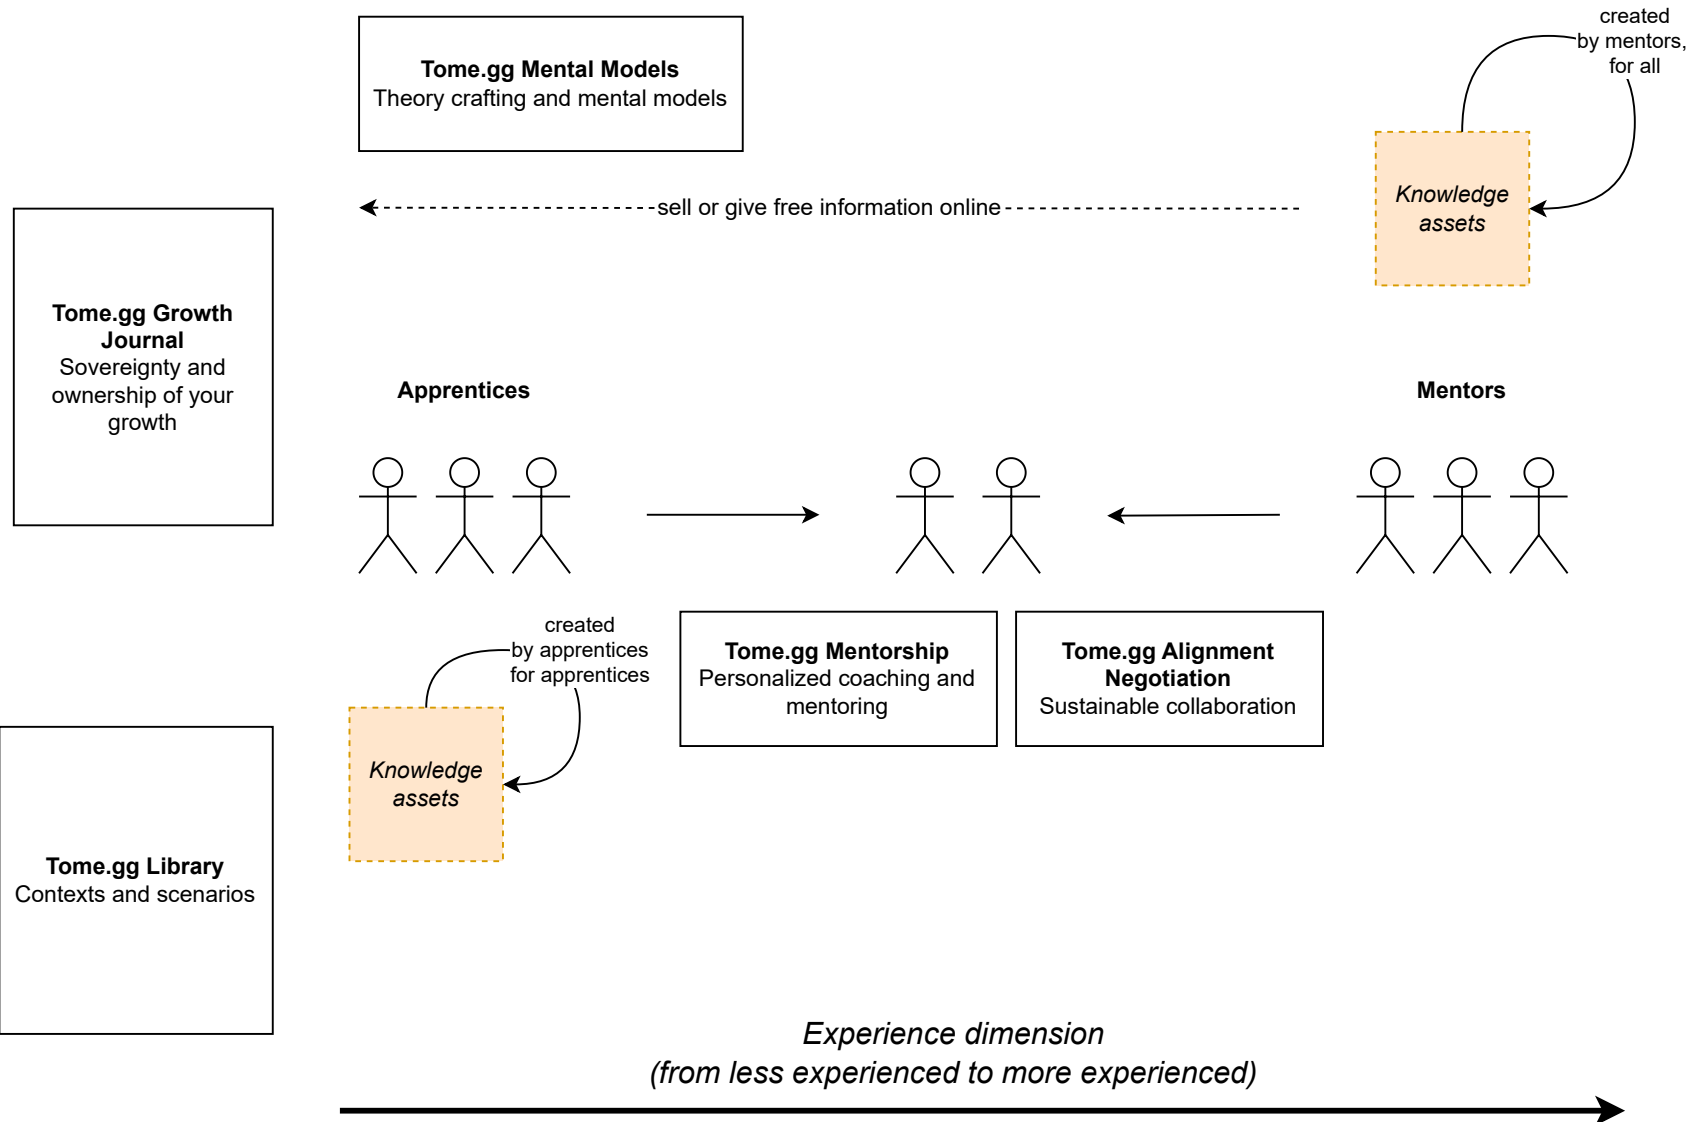 created
by mentors,
for all
Tome.gg Mental Models
Theory crafting and mental models
Knowledge
assets
sell or give free information online
Tome.gg Growth
Journal
Sovereignty and
ownership of your
growth
Apprentices
Mentors
created
by apprentices
for apprentices
Tome.gg Mentorship
Personalized coaching and
mentoring
Tome.gg Alignment
Negotiation
Sustainable collaboration
Knowledge
assets
Tome.gg Library
Contexts and scenarios
Experience dimension
(from less experienced to more experienced)